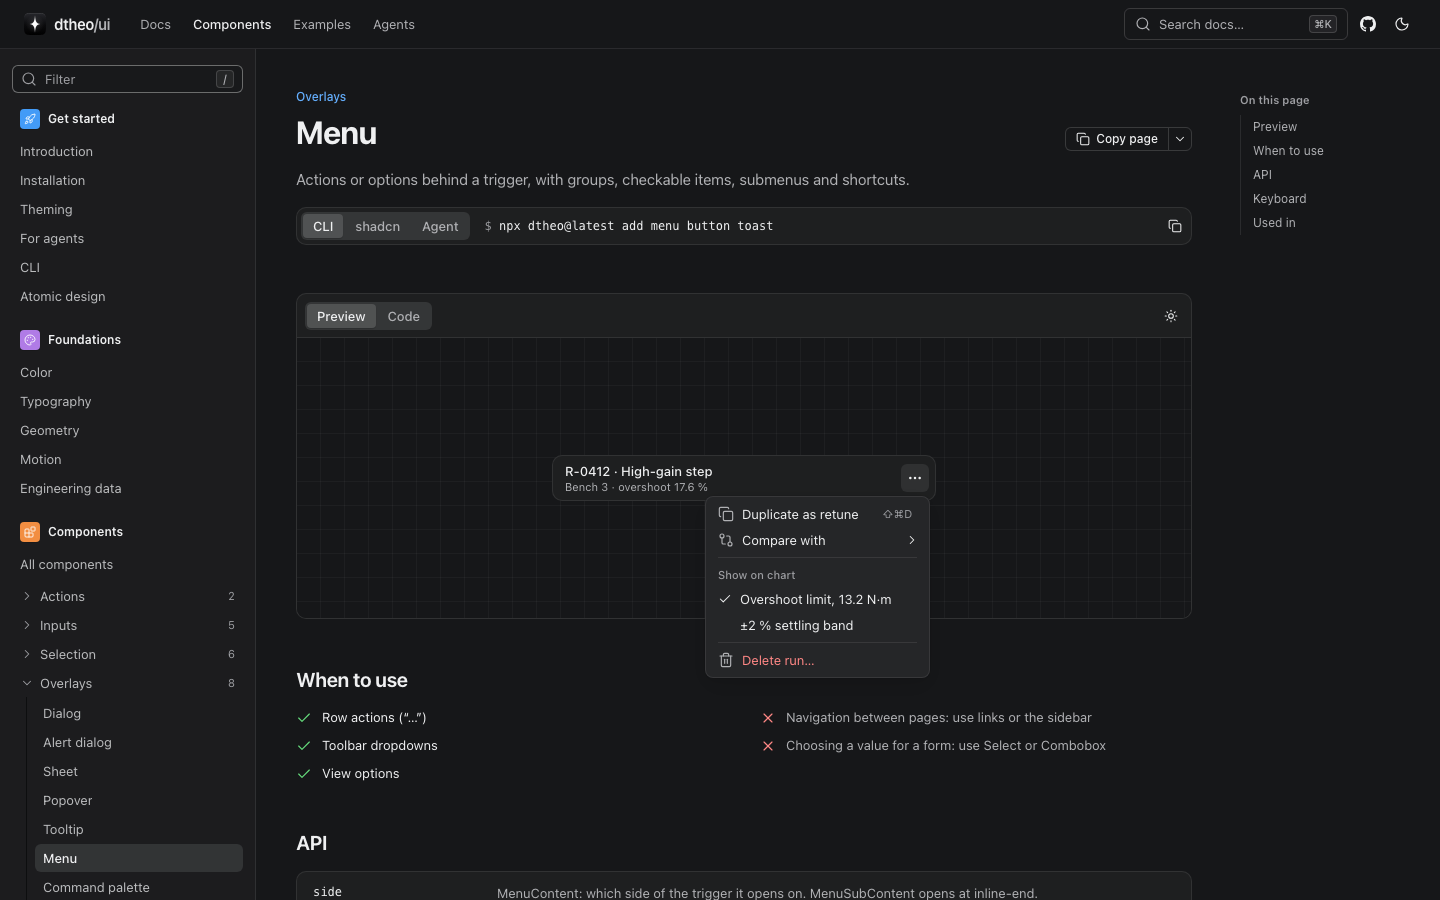 dtheo/ui
Docs
Components
Examples
Agents
Search docs...
⌘K
Filter
/
Get started
Introduction
Installation
Theming
For agents
CLI
Atomic design
Foundations
Color
Typography
Geometry
Motion
Engineering data
Components
All components
Actions 2
Inputs 5
Selection 6
Overlays 8
Dialog
Alert dialog
Sheet
Popover
Tooltip
Menu
Command palette
Overlays
Menu
Copy page
Actions or options behind a trigger, with groups, checkable items, submenus and shortcuts.
CLI shadcn Agent $ npx dtheo@latest add menu button toast
Preview Code
R-0412 · High-gain step
Bench 3 · overshoot 17.6 %
Duplicate as retune ⇧⌘D
Compare with
Show on chart
Overshoot limit, 13.2 N·m
±2 % settling band
Delete run...
When to use
Row actions (“…”)
Toolbar dropdowns
View options
Navigation between pages: use links or the sidebar
Choosing a value for a form: use Select or Combobox
API
side MenuContent: which side of the trigger it opens on. MenuSubContent opens at inline-end.
On this page
Preview
When to use
API
Keyboard
Used in